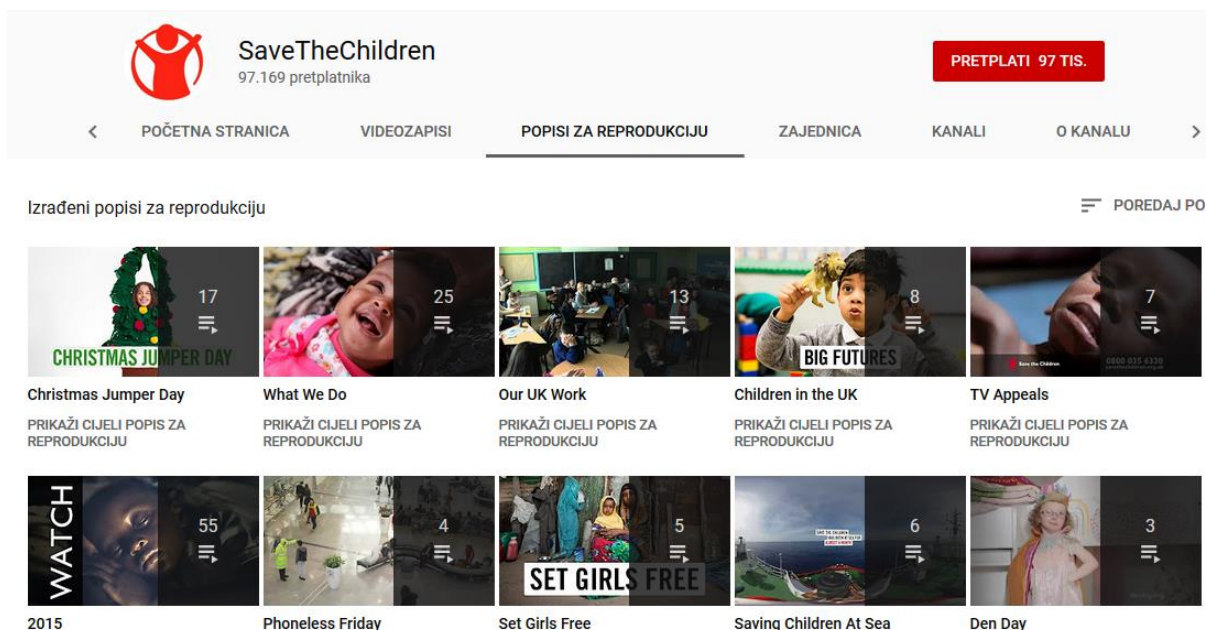 SaveTheChildren
97.169 pretplatnika
PRETPLATI 97 TIS.
POČETNA STRANICA
VIDEOZAPISI
POPISI ZA REPRODUKCIJU
ZAJEDNICA
KANALI
O KANALU
Izrađeni popisi za reprodukciju
POREDAJ PO
17
CHRISTMAS JUMPER DAY
Christmas Jumper Day
PRIKAŽI CIJELI POPIS ZA
REPRODUKCIJU
25
What We Do
PRIKAŽI CIJELI POPIS ZA
REPRODUKCIJU
13
Our UK Work
PRIKAŽI CIJELI POPIS ZA
REPRODUKCIJU
8
BIG FUTURES
Children in the UK
PRIKAŽI CIJELI POPIS ZA
REPRODUKCIJU
7
Save the Children
0800 035 6330
TV Appeals
PRIKAŽI CIJELI POPIS ZA
REPRODUKCIJU
WATCH
55
2015
4
Phoneless Friday
5
SET GIRLS FREE
Set Girls Free
6
Saving Children At Sea
3
Den Day